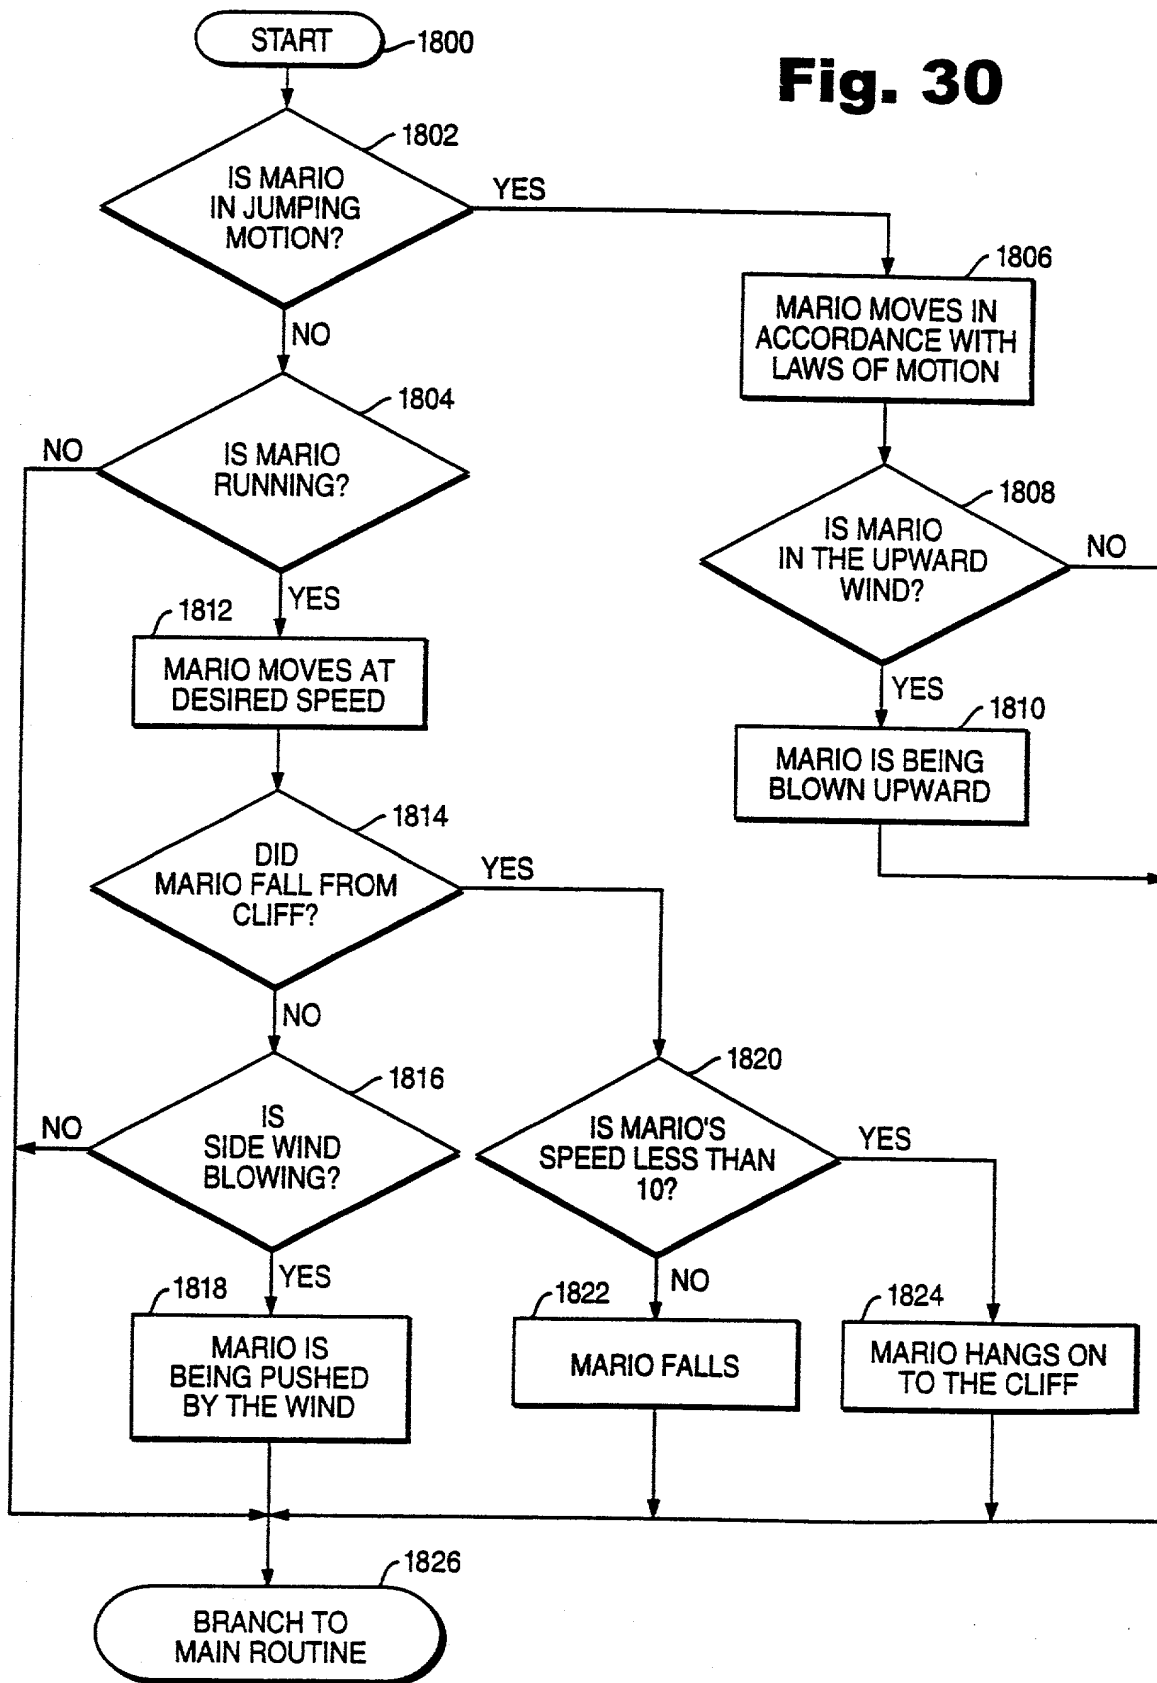 START
1800
Fig. 30
1802
IS MARIO
IN JUMPING
MOTION?
YES
NO
1806
MARIO MOVES IN
ACCORDANCE WITH
LAWS OF MOTION
1804
IS MARIO
RUNNING?
NO
YES
1808
IS MARIO
IN THE UPWARD
WIND?
NO
YES
1812
MARIO MOVES AT
DESIRED SPEED
1810
MARIO IS BEING
BLOWN UPWARD
1814
DID
MARIO FALL FROM
CLIFF?
YES
NO
1816
IS
SIDE WIND
BLOWING?
NO
YES
1820
IS MARIO'S
SPEED LESS THAN
10?
YES
NO
1818
MARIO IS
BEING PUSHED
BY THE WIND
1822
MARIO FALLS
1824
MARIO HANGS ON
TO THE CLIFF
1826
BRANCH TO
MAIN ROUTINE